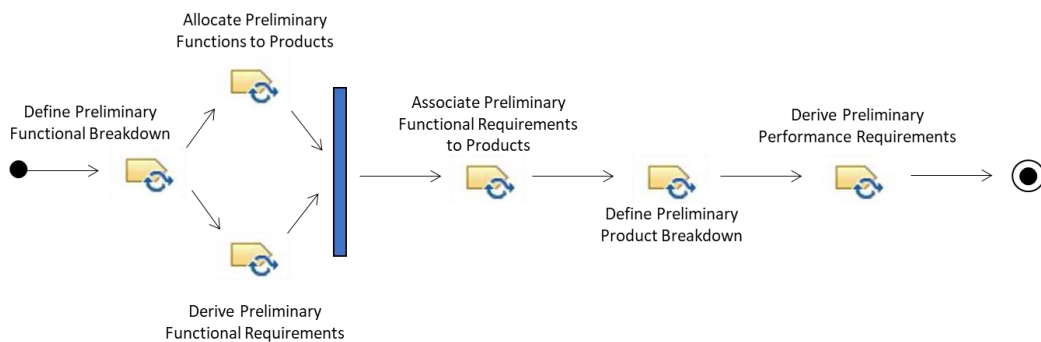 Allocate Preliminary
Functions to Products
Define Preliminary
Functional Breakdown
Associate Preliminary
Functional Requirements
to Products
Derive Preliminary
Performance Requirements
Define Preliminary
Product Breakdown
Derive Preliminary
Functional Requirements